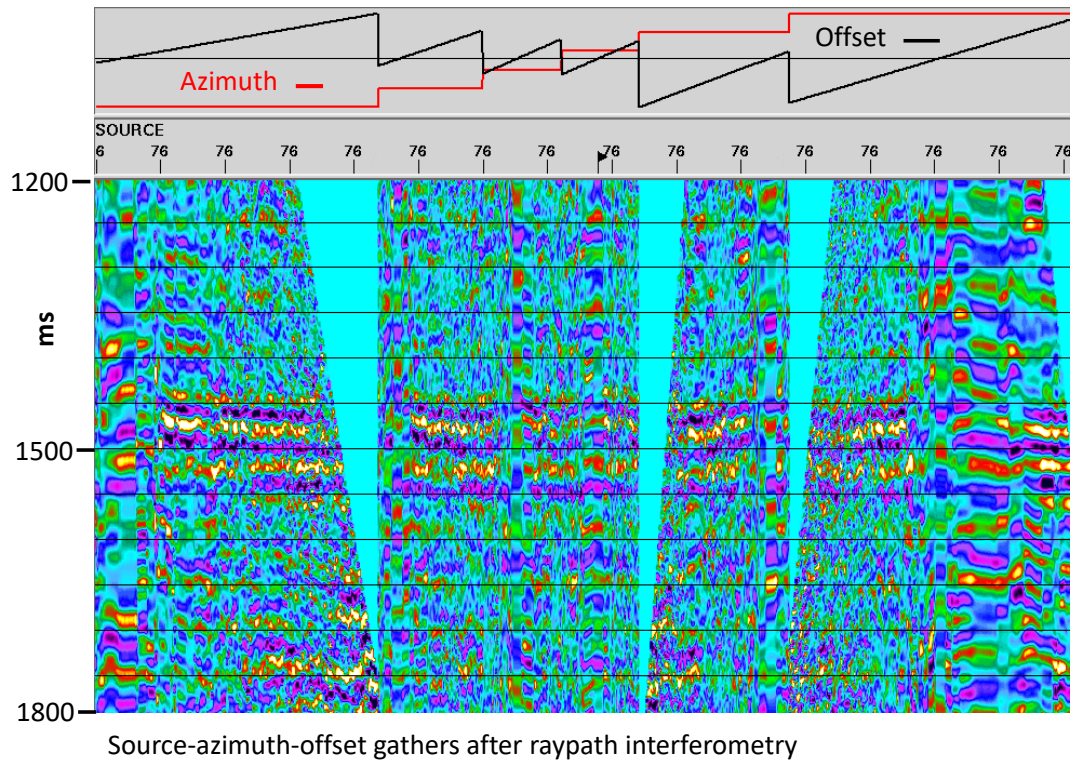 Offset
Azimuth
SOURCE
6 76 76 76 76 76 76 76 76 76 76 76 76 76 76 76
1200
ms
1500
1800
Source-azimuth-offset gathers after raypath interferometry